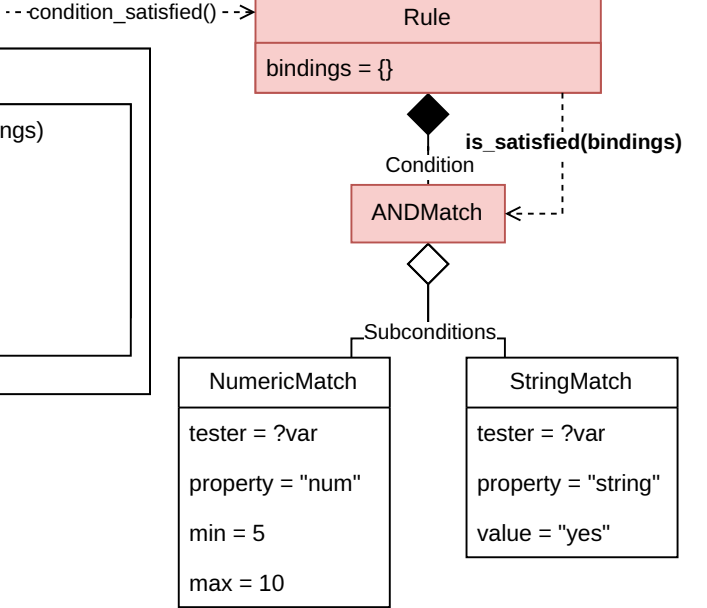 condition_satisfied()
Rule
bindings = {}
ngs)
is_satisfied(bindings)
Condition
ANDMatch
Subconditions
NumericMatch
tester = ?var
property = "num"
min = 5
max = 10
StringMatch
tester = ?var
property = "string"
value = "yes"